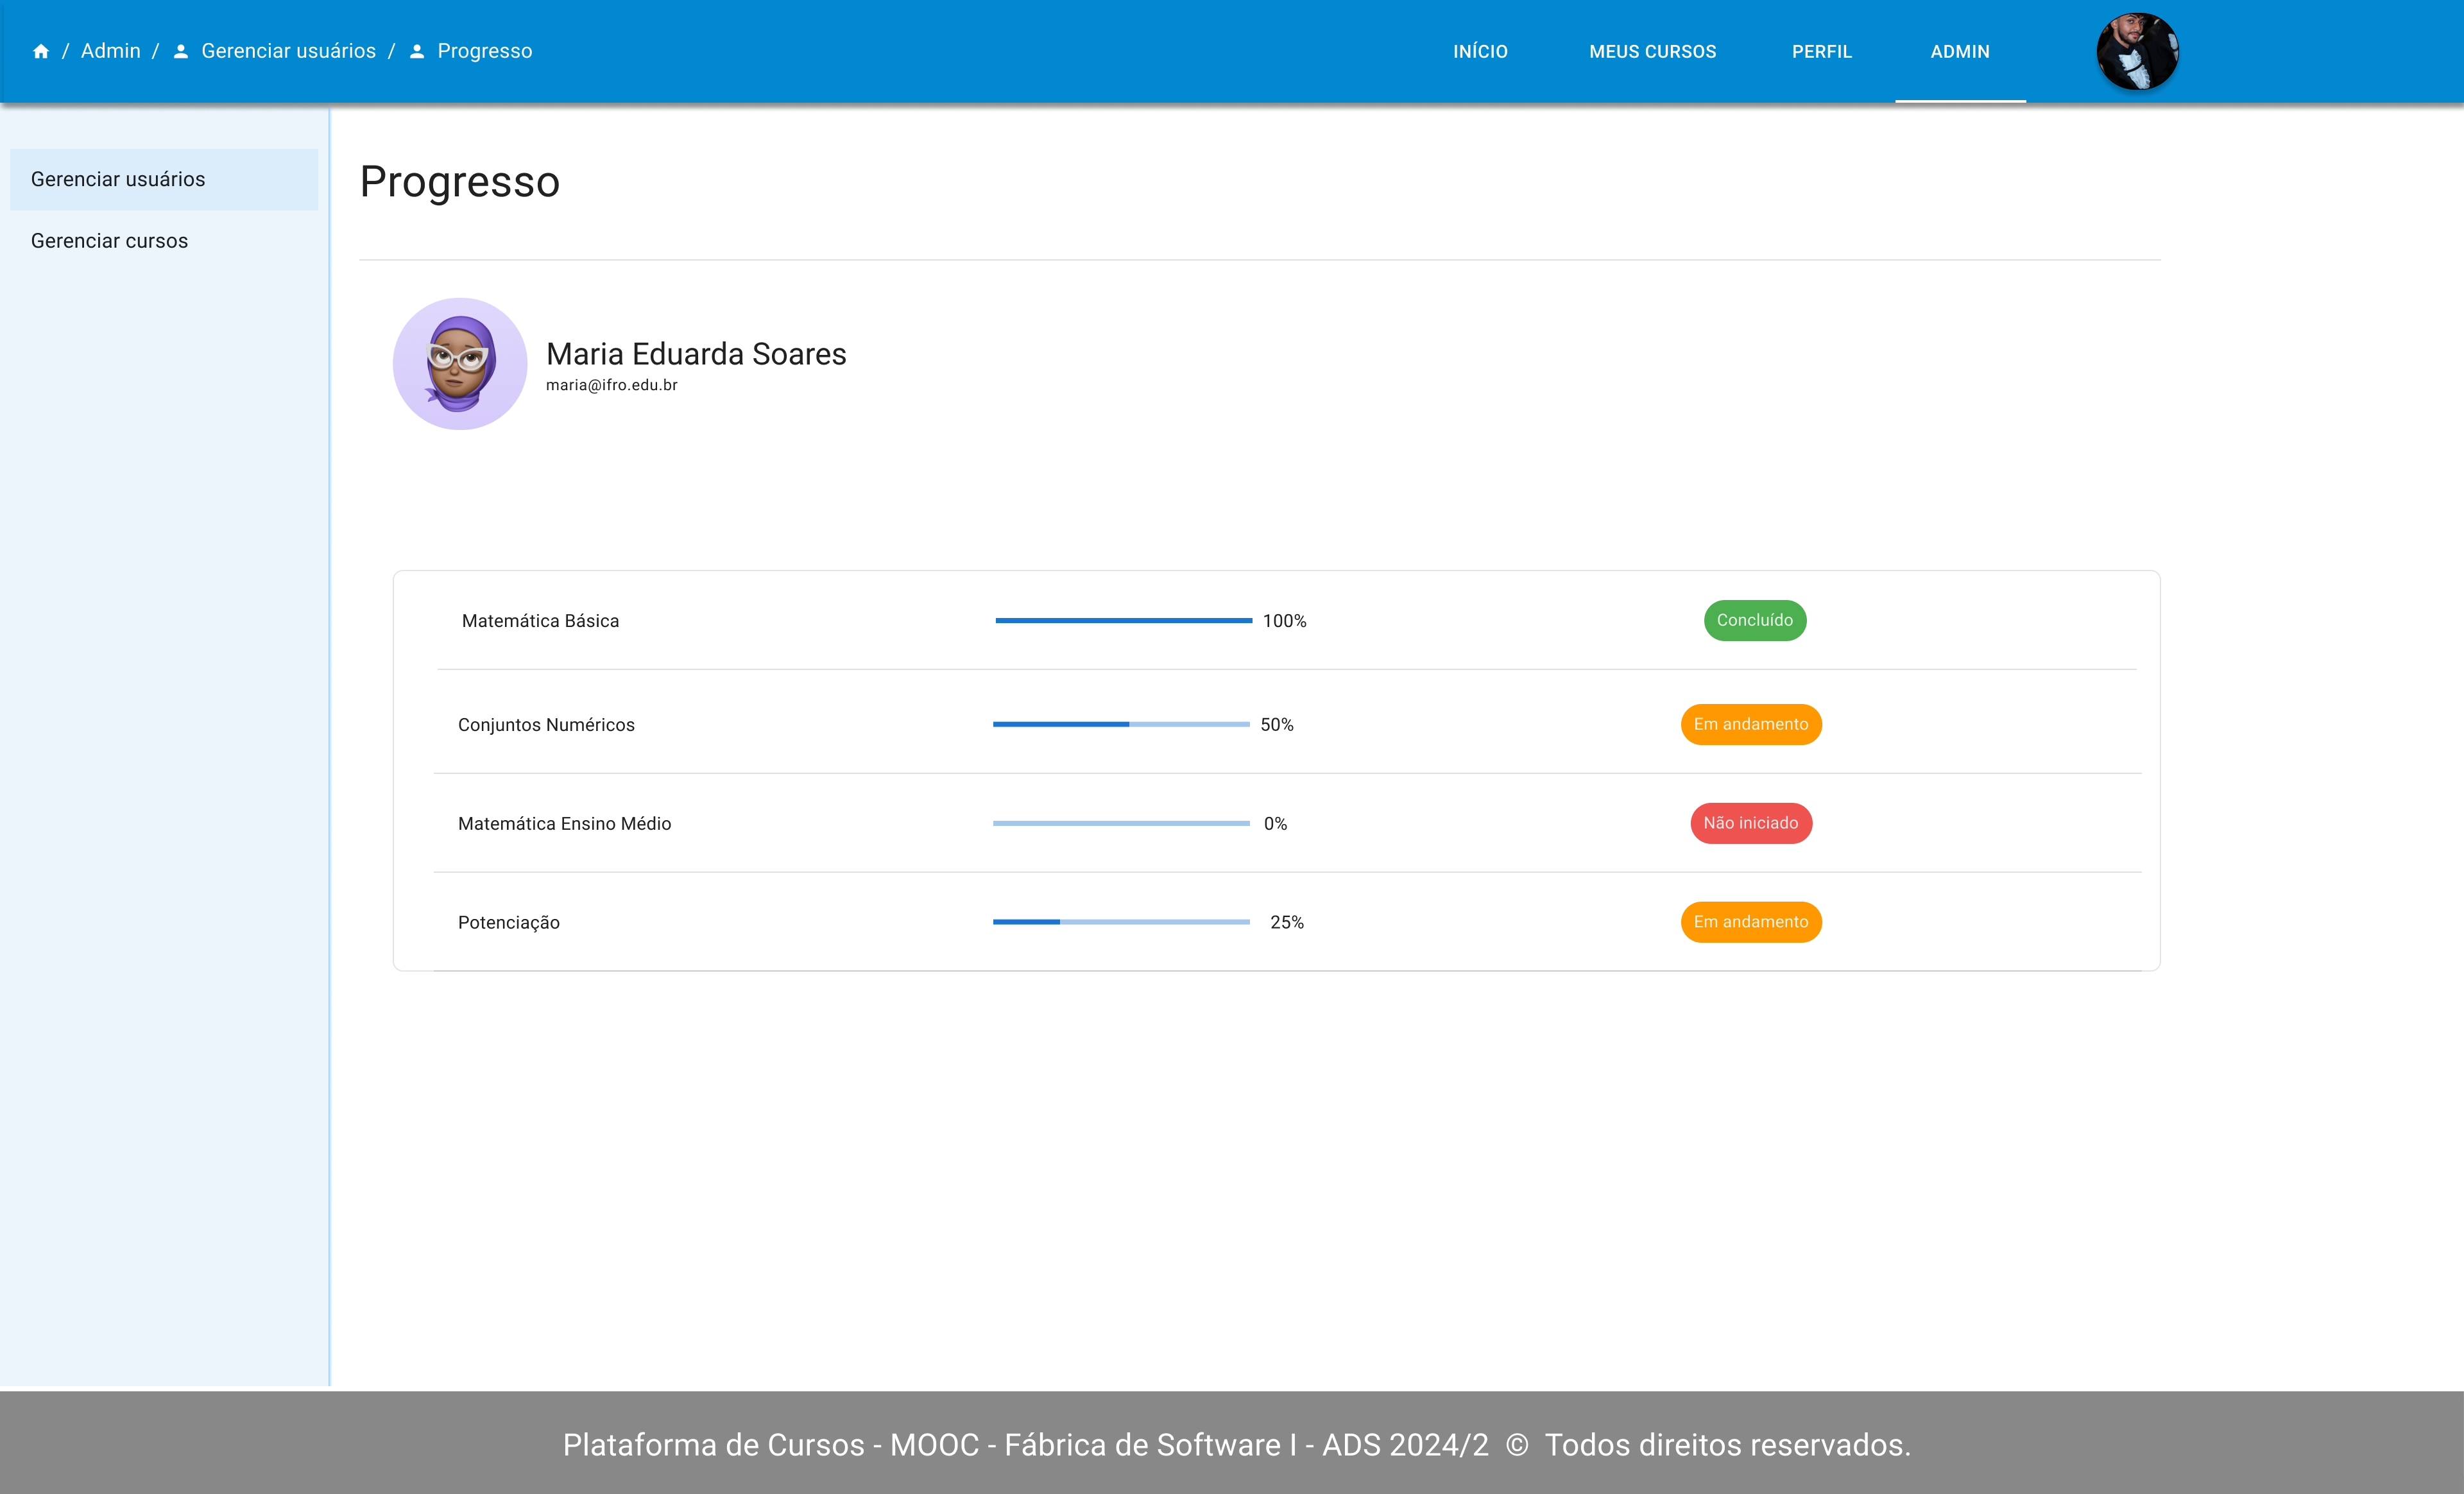 / Admin / Gerenciar usuários / Progresso
INÍCIO MEUS CURSOS PERFIL ADMIN
Gerenciar usuários
Gerenciar cursos
Progresso
Maria Eduarda Soares
maria@ifro.edu.br
Matemática Básica 100% Concluído
Conjuntos Numéricos 50% Em andamento
Matemática Ensino Médio 0% Não iniciado
Potenciação 25% Em andamento
Plataforma de Cursos - MOOC - Fábrica de Software I - ADS 2024/2 © Todos direitos reservados.